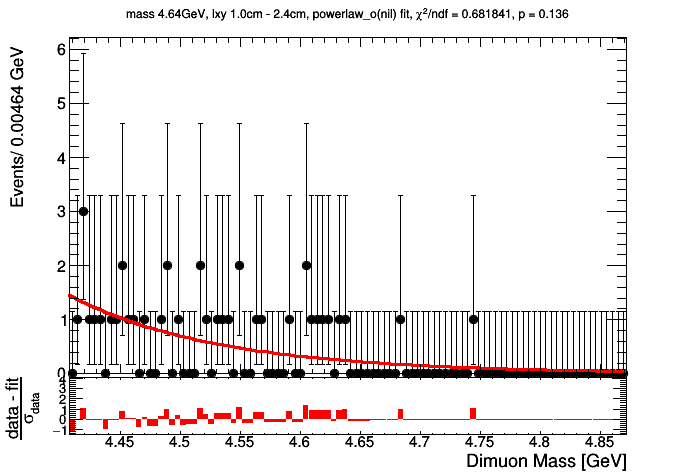 mass 4.64GeV, lxy 1.0cm - 2.4cm, powerlaw_o(nil) fit, χ²/ndf = 0.681841, p = 0.136
Events/ 0.00464 GeV
6
5
4
3
2
1
0
data - fit
σdata
4
3
2
1
0
−1
4.45 4.5 4.55 4.6 4.65 4.7 4.75 4.8 4.85
Dimuon Mass [GeV]